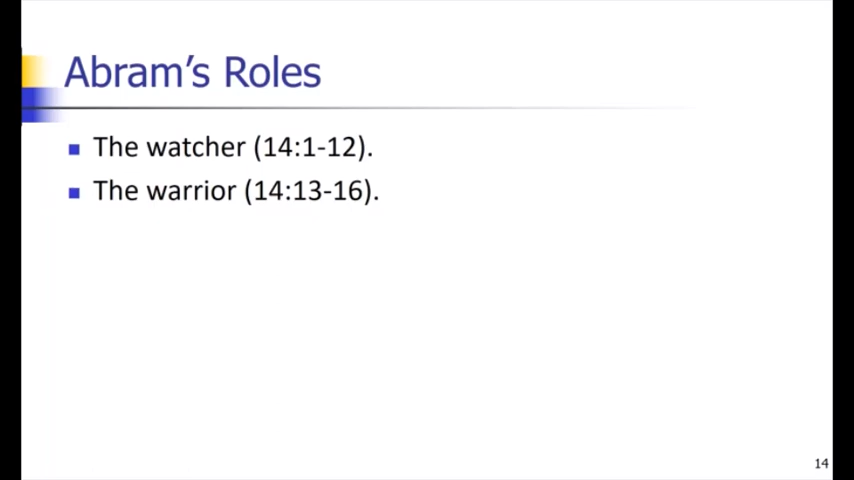 Abram's Roles
The watcher (14:1-12).
The warrior (14:13-16).
14